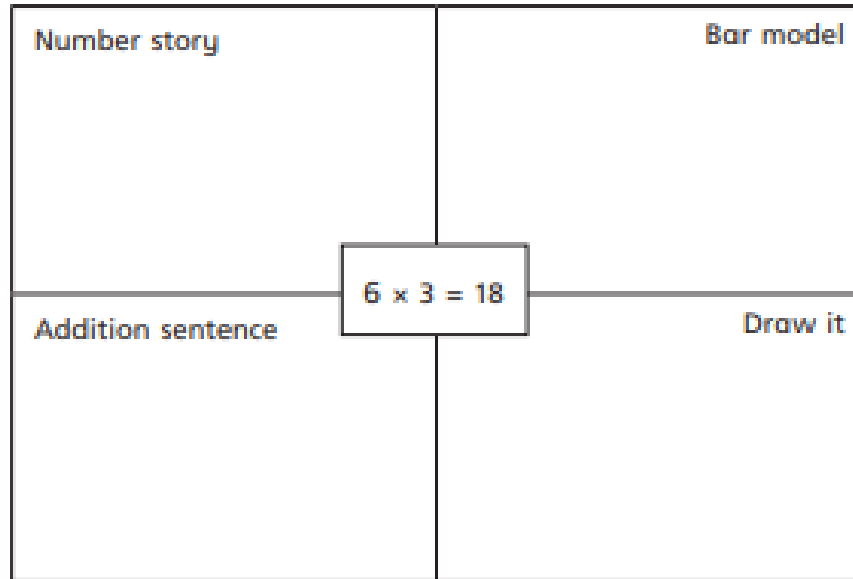 Number story
Bar model
6 × 3 = 18
Addition sentence
Draw it